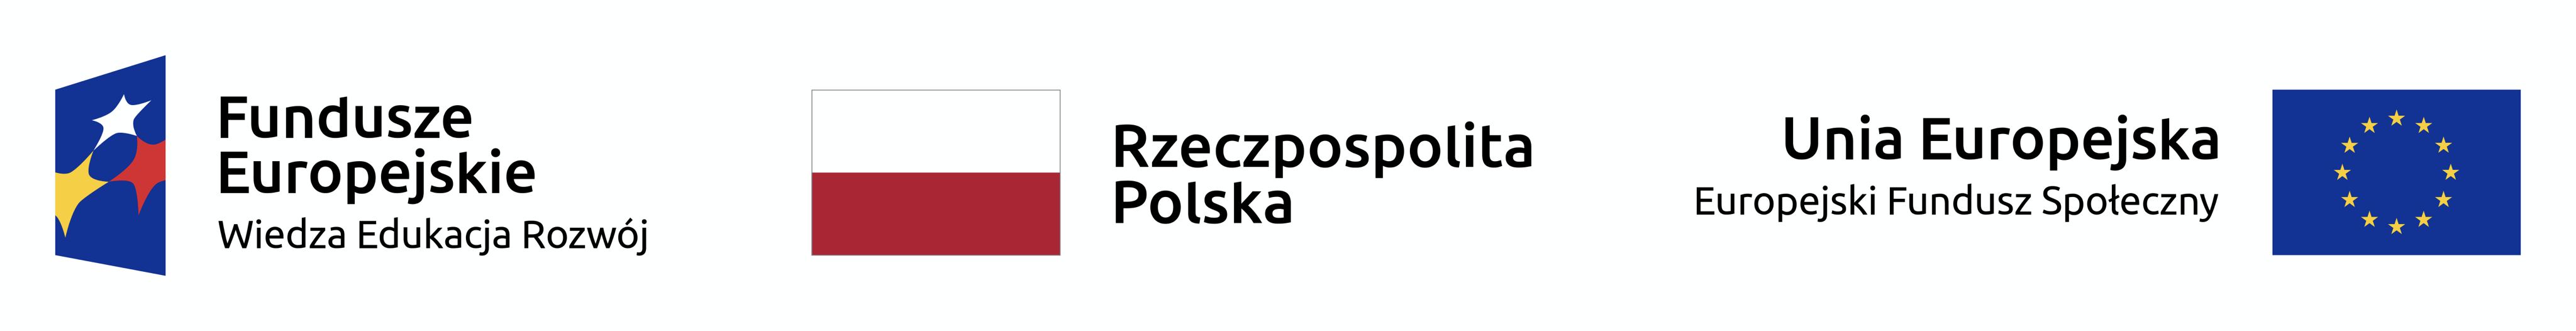 Fundusze
Europejskie
Wiedza Edukacja Rozwój
Rzeczpospolita
Polska
Unia Europejska
Europejski Fundusz Społeczny